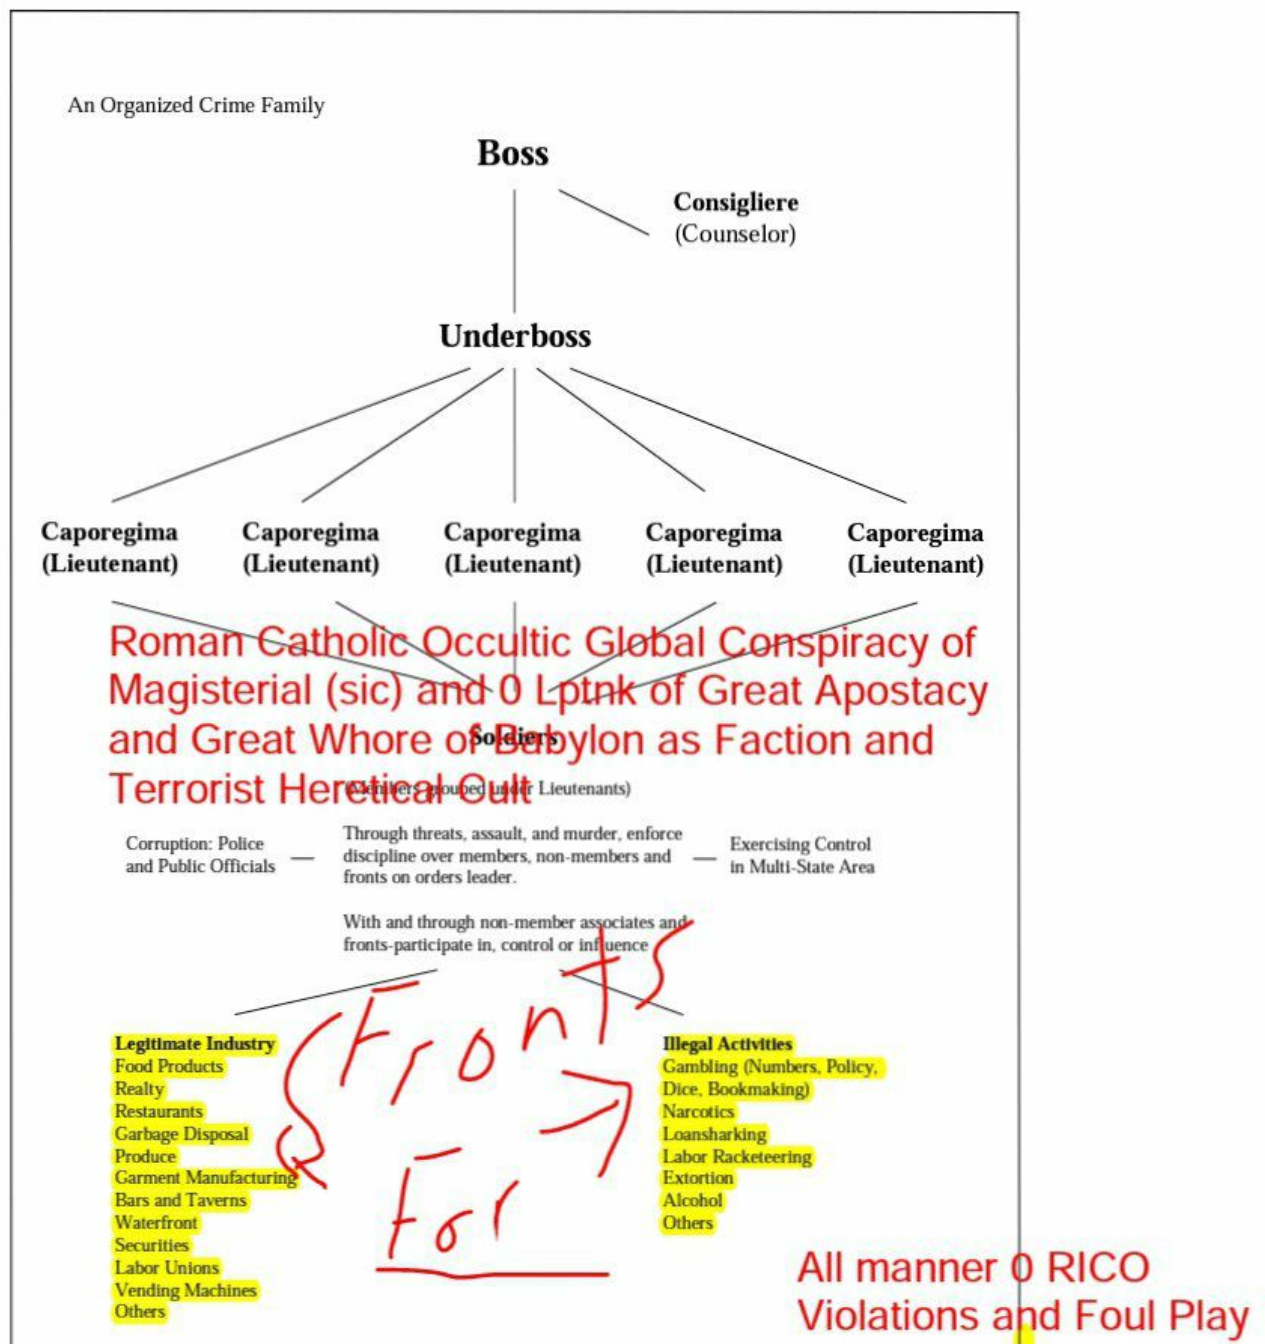 An Organized Crime Family
Boss
Consigliere
(Counselor)
Underboss
Caporegima Caporegima Caporegima Caporegima Caporegima
(Lieutenant) (Lieutenant) (Lieutenant) (Lieutenant) (Lieutenant)
Roman Catholic Occultic Global Conspiracy of
Magisterial (sic) and 0 Lptnk of Great Apostacy
and Great Whore of Babylon as Faction and
Soldiers
Terrorist Heretical Cult
(Members grouped under Lieutenants)
Corruption: Police
and Public Officials
Through threats, assault, and murder, enforce
discipline over members, non-members and
fronts on orders leader.
Exercising Control
in Multi-State Area
With and through non-member associates and
fronts-participate in, control or influence
Fronts
For
Legitimate Industry
Food Products
Realty
Restaurants
Garbage Disposal
Produce
Garment Manufacturing
Bars and Taverns
Waterfront
Securities
Labor Unions
Vending Machines
Others
Illegal Activities
Gambling (Numbers, Policy,
Dice, Bookmaking)
Narcotics
Loansharking
Labor Racketeering
Extortion
Alcohol
Others
All manner 0 RICO
Violations and Foul Play